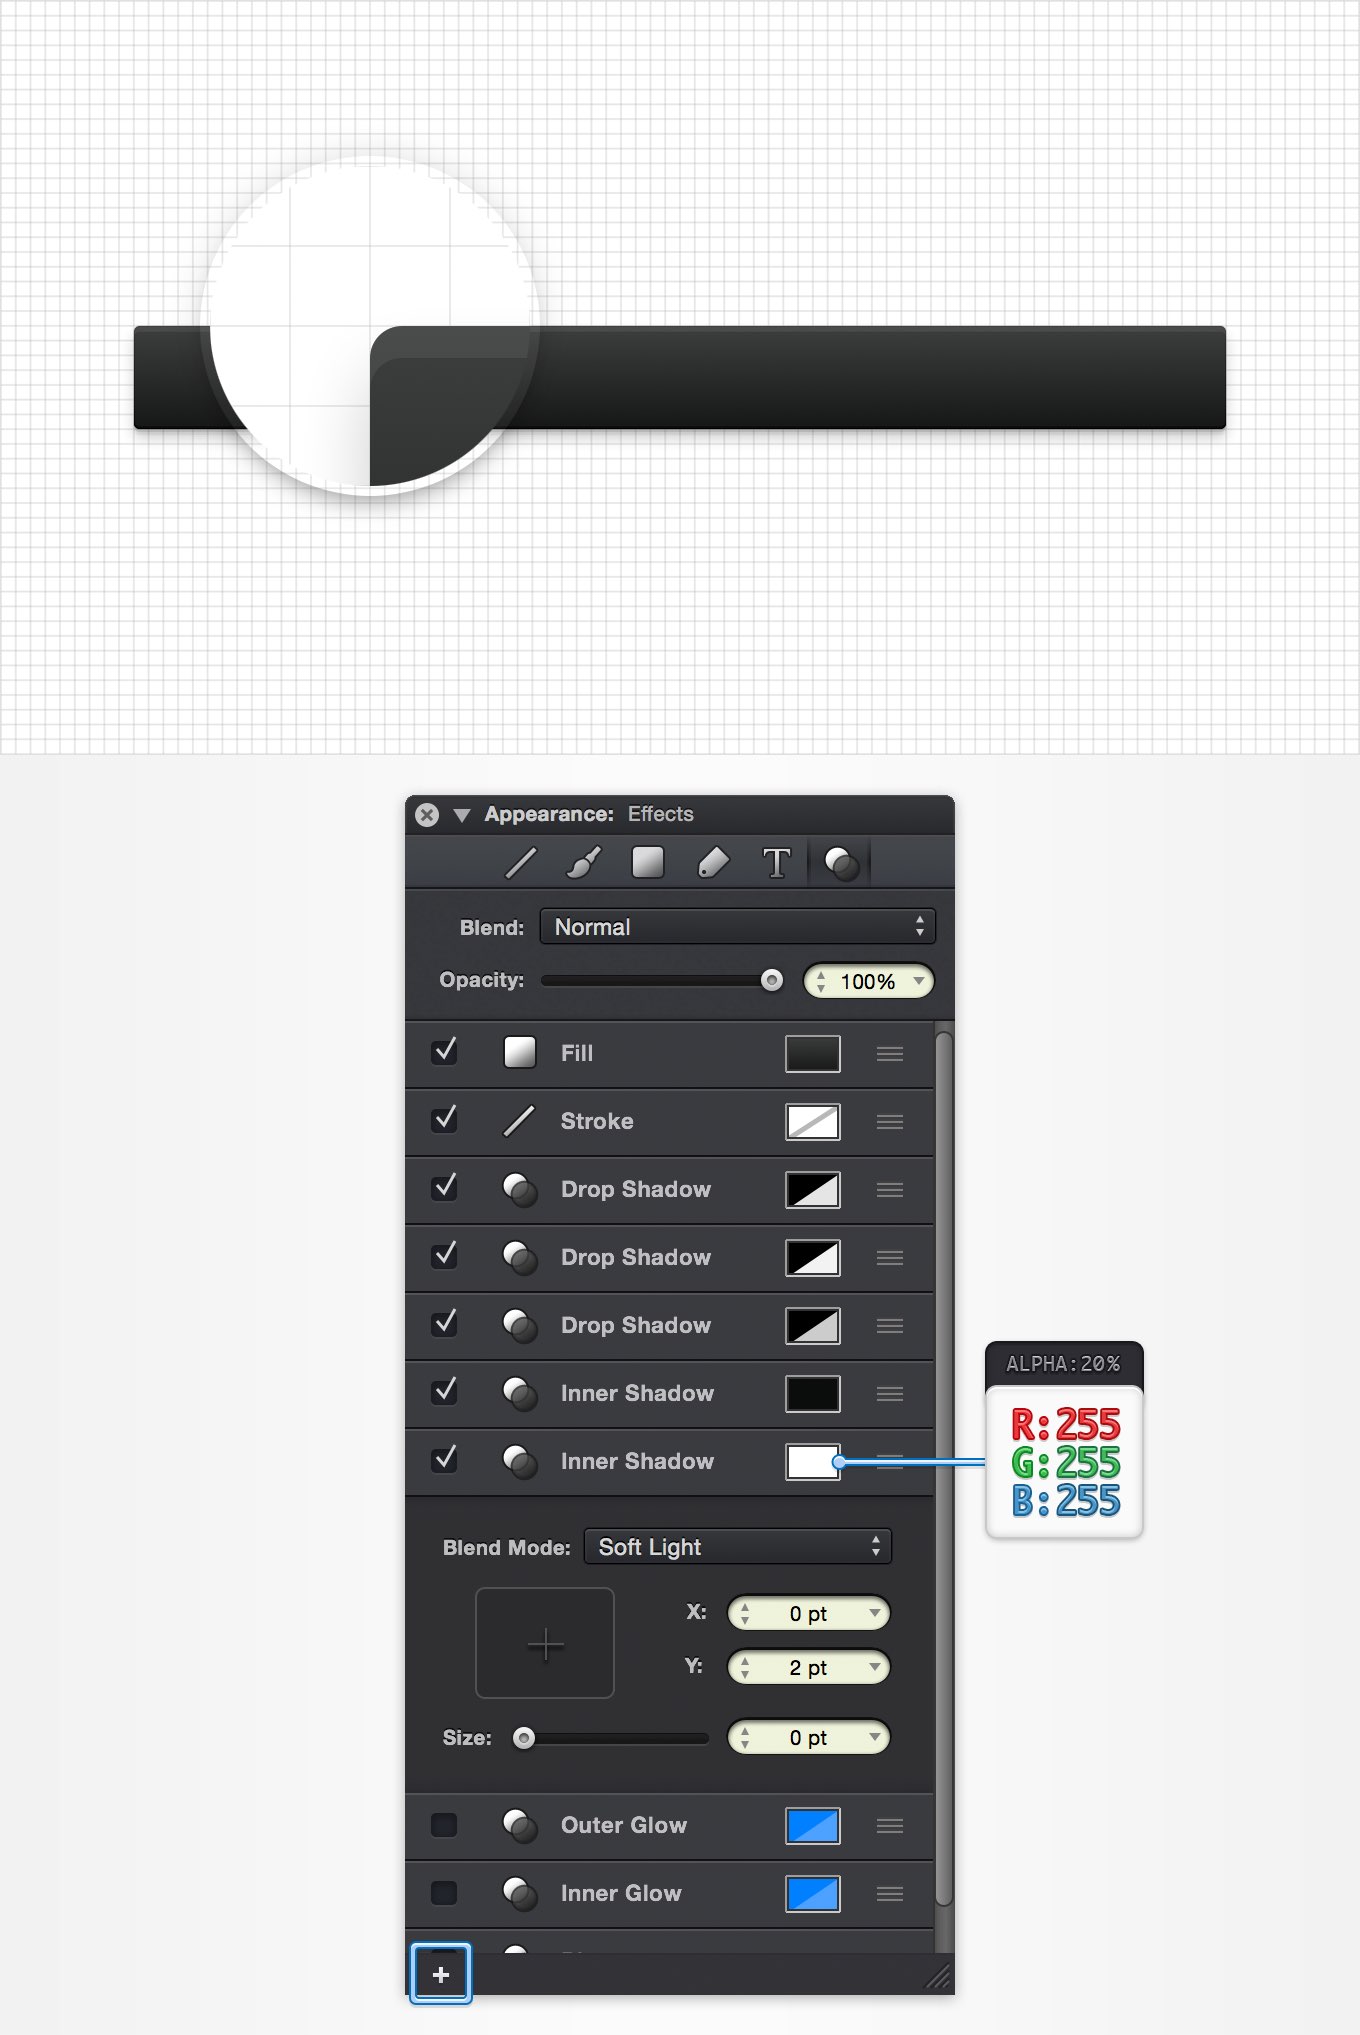 Appearance: Effects
T
Blend: Normal
Opacity: 100%
Fill
Stroke
Drop Shadow
Drop Shadow
Drop Shadow
Inner Shadow
Inner Shadow
ALPHA:20%
R:255
G:255
B:255
Blend Mode: Soft Light
X: 0 pt
Y: 2 pt
Size: 0 pt
Outer Glow
Inner Glow
+